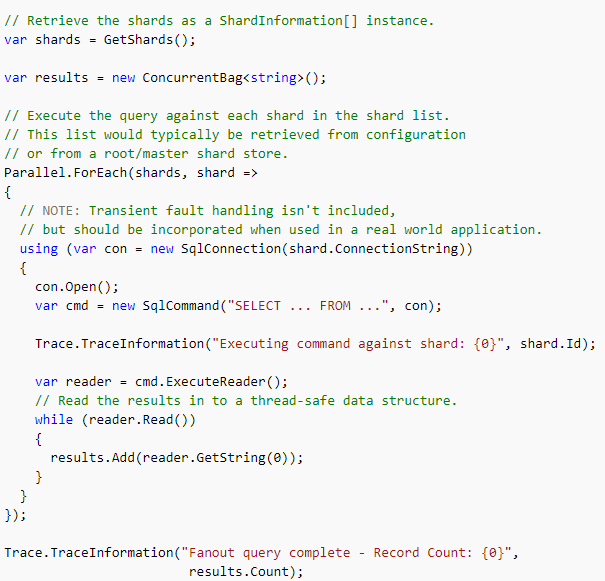 // Retrieve the shards as a ShardInformation[] instance.
var shards = GetShards();

var results = new ConcurrentBag<string>();

// Execute the query against each shard in the shard list.
// This list would typically be retrieved from configuration
// or from a root/master shard store.
Parallel.ForEach(shards, shard =>
{
  // NOTE: Transient fault handling isn't included,
  // but should be incorporated when used in a real world application.
  using (var con = new SqlConnection(shard.ConnectionString))
  {
    con.Open();
    var cmd = new SqlCommand("SELECT ... FROM ...", con);

    Trace.TraceInformation("Executing command against shard: {0}", shard.Id);

    var reader = cmd.ExecuteReader();
    // Read the results in to a thread-safe data structure.
    while (reader.Read())
    {
      results.Add(reader.GetString(0));
    }
  }
});

Trace.TraceInformation("Fanout query complete - Record Count: {0}",
                        results.Count);